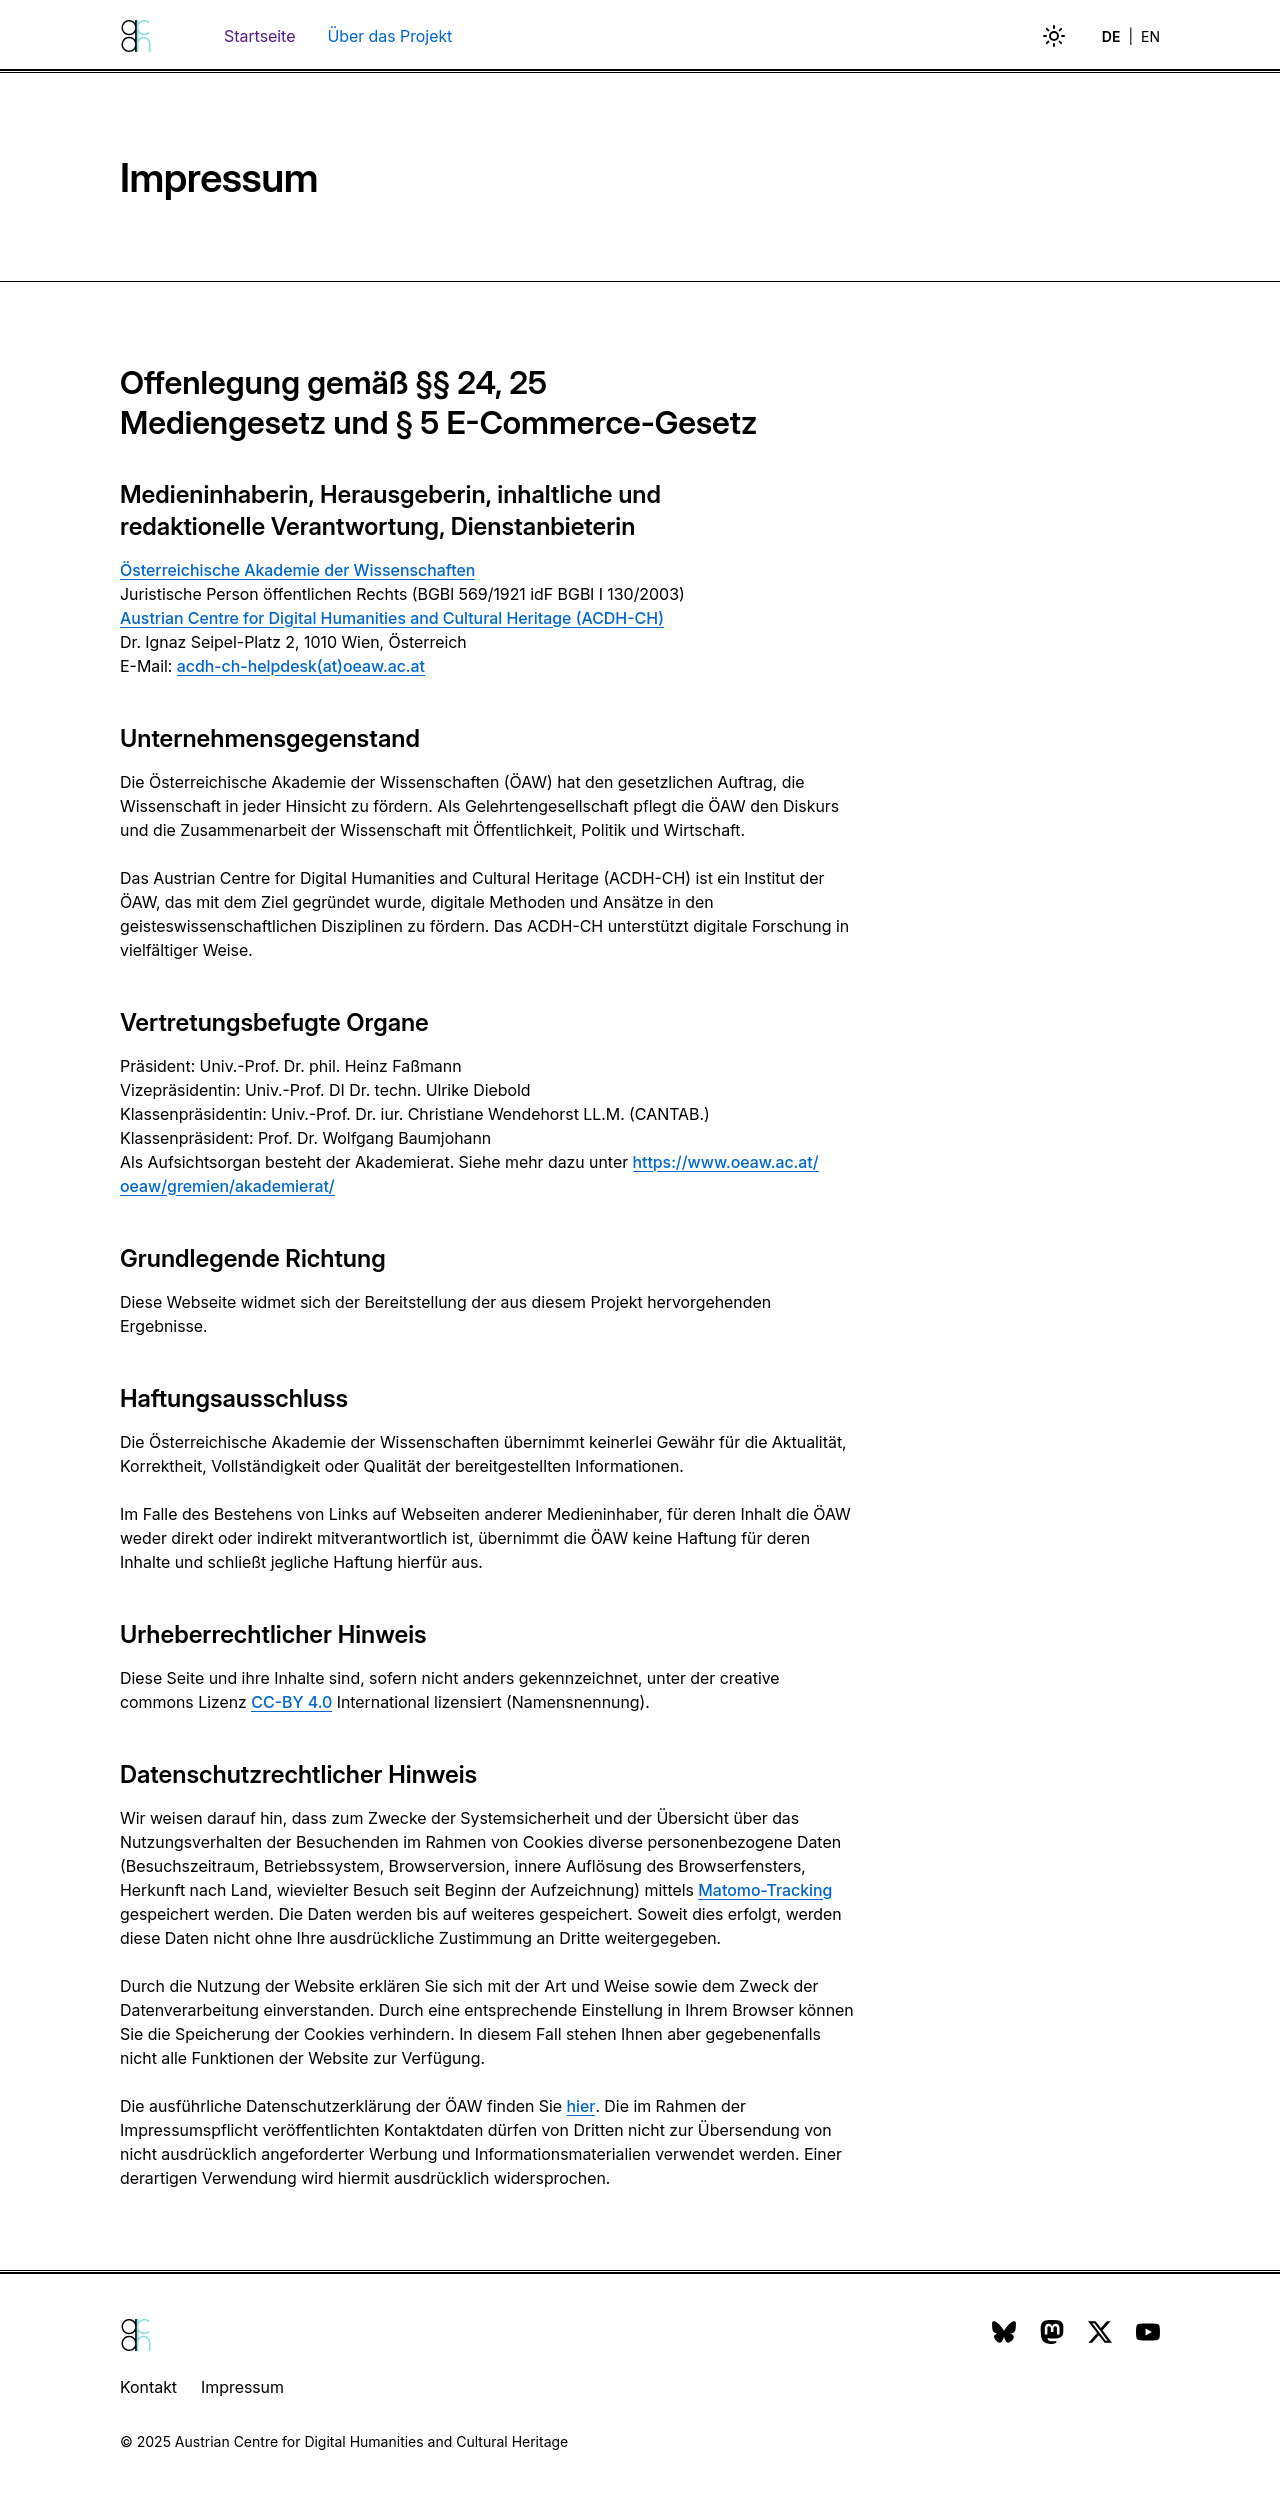 Startseite Über das Projekt DE | EN
Impressum
Offenlegung gemäß §§ 24, 25
Mediengesetz und § 5 E-Commerce-Gesetz
Medieninhaberin, Herausgeberin, inhaltliche und
redaktionelle Verantwortung, Dienstanbieterin
Österreichische Akademie der Wissenschaften
Juristische Person öffentlichen Rechts (BGBl 569/1921 idF BGBl I 130/2003)
Austrian Centre for Digital Humanities and Cultural Heritage (ACDH-CH)
Dr. Ignaz Seipel-Platz 2, 1010 Wien, Österreich
E-Mail: acdh-ch-helpdesk(at)oeaw.ac.at
Unternehmensgegenstand
Die Österreichische Akademie der Wissenschaften (ÖAW) hat den gesetzlichen Auftrag, die
Wissenschaft in jeder Hinsicht zu fördern. Als Gelehrtengesellschaft pflegt die ÖAW den Diskurs
und die Zusammenarbeit der Wissenschaft mit Öffentlichkeit, Politik und Wirtschaft.
Das Austrian Centre for Digital Humanities and Cultural Heritage (ACDH-CH) ist ein Institut der
ÖAW, das mit dem Ziel gegründet wurde, digitale Methoden und Ansätze in den
geisteswissenschaftlichen Disziplinen zu fördern. Das ACDH-CH unterstützt digitale Forschung in
vielfältiger Weise.
Vertretungsbefugte Organe
Präsident: Univ.-Prof. Dr. phil. Heinz Faßmann
Vizepräsidentin: Univ.-Prof. DI Dr. techn. Ulrike Diebold
Klassenpräsidentin: Univ.-Prof. Dr. iur. Christiane Wendehorst LL.M. (CANTAB.)
Klassenpräsident: Prof. Dr. Wolfgang Baumjohann
Als Aufsichtsorgan besteht der Akademierat. Siehe mehr dazu unter https://www.oeaw.ac.at/
oeaw/gremien/akademierat/
Grundlegende Richtung
Diese Webseite widmet sich der Bereitstellung der aus diesem Projekt hervorgehenden
Ergebnisse.
Haftungsausschluss
Die Österreichische Akademie der Wissenschaften übernimmt keinerlei Gewähr für die Aktualität,
Korrektheit, Vollständigkeit oder Qualität der bereitgestellten Informationen.
Im Falle des Bestehens von Links auf Webseiten anderer Medieninhaber, für deren Inhalt die ÖAW
weder direkt oder indirekt mitverantwortlich ist, übernimmt die ÖAW keine Haftung für deren
Inhalte und schließt jegliche Haftung hierfür aus.
Urheberrechtlicher Hinweis
Diese Seite und ihre Inhalte sind, sofern nicht anders gekennzeichnet, unter der creative
commons Lizenz CC-BY 4.0 International lizensiert (Namensnennung).
Datenschutzrechtlicher Hinweis
Wir weisen darauf hin, dass zum Zwecke der Systemsicherheit und der Übersicht über das
Nutzungsverhalten der Besuchenden im Rahmen von Cookies diverse personenbezogene Daten
(Besuchszeitraum, Betriebssystem, Browserversion, innere Auflösung des Browserfensters,
Herkunft nach Land, wievielter Besuch seit Beginn der Aufzeichnung) mittels Matomo-Tracking
gespeichert werden. Die Daten werden bis auf weiteres gespeichert. Soweit dies erfolgt, werden
diese Daten nicht ohne Ihre ausdrückliche Zustimmung an Dritte weitergegeben.
Durch die Nutzung der Website erklären Sie sich mit der Art und Weise sowie dem Zweck der
Datenverarbeitung einverstanden. Durch eine entsprechende Einstellung in Ihrem Browser können
Sie die Speicherung der Cookies verhindern. In diesem Fall stehen Ihnen aber gegebenenfalls
nicht alle Funktionen der Website zur Verfügung.
Die ausführliche Datenschutzerklärung der ÖAW finden Sie hier. Die im Rahmen der
Impressumspflicht veröffentlichten Kontaktdaten dürfen von Dritten nicht zur Übersendung von
nicht ausdrücklich angeforderter Werbung und Informationsmaterialien verwendet werden. Einer
derartigen Verwendung wird hiermit ausdrücklich widersprochen.
Kontakt Impressum
© 2025 Austrian Centre for Digital Humanities and Cultural Heritage